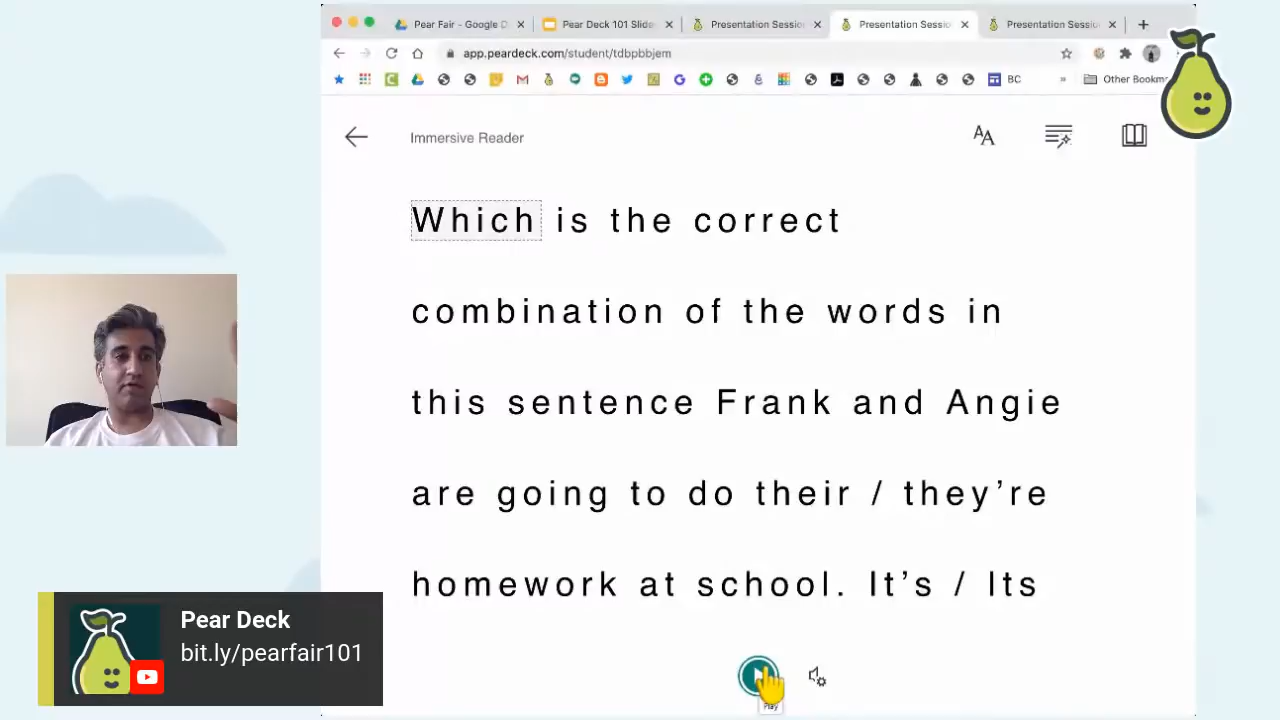 Pear Fair - Google D
Pear Deck 101 Slide
Presentation Sessio
Presentation Sessio
Presentation Sessio
app.peardeck.com/student/tdbpbbjem
BC
Other Bookm
Immersive Reader
AA
Which is the correct
combination of the words in
this sentence Frank and Angie
are going to do their / they’re
homework at school. It’s / Its
Play
Pear Deck
bit.ly/pearfair101